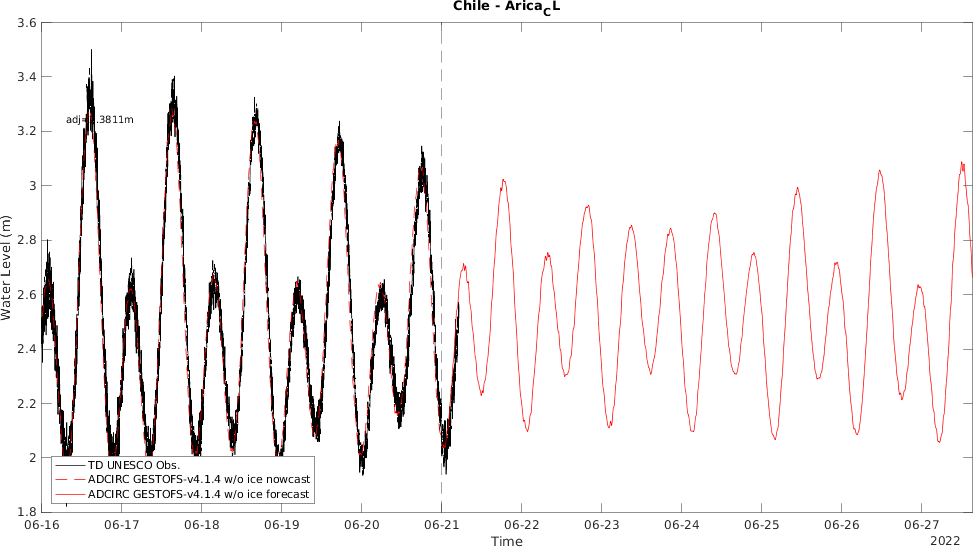 Chile - AricaCL
3.6
3.4
adj= .3811m
3.2
3
2.8
Water Level (m)
2.6
2.4
2.2
2
TD UNESCO Obs.
ADCIRC GESTOFS-v4.1.4 w/o ice nowcast
ADCIRC GESTOFS-v4.1.4 w/o ice forecast
1.8
06-16 06-17 06-18 06-19 06-20 06-21 06-22 06-23 06-24 06-25 06-26 06-27
Time
2022